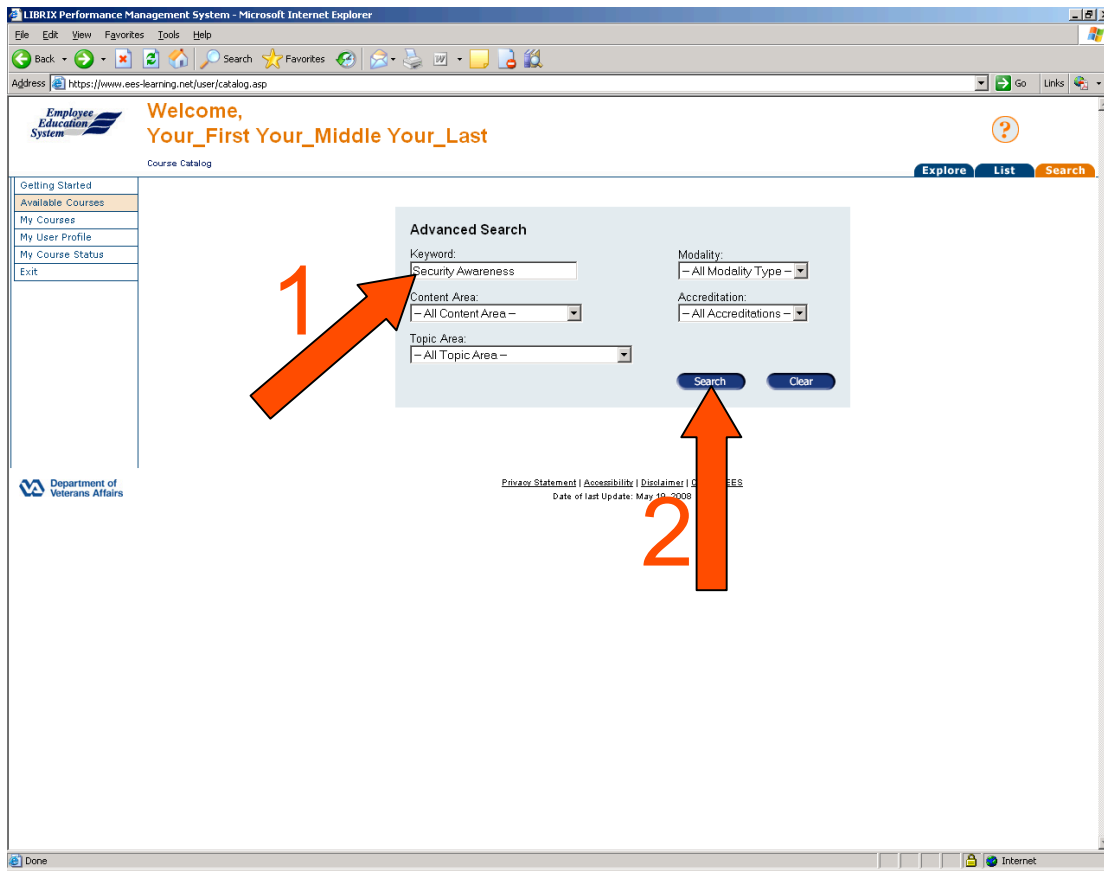 LIBRIX Performance Management System - Microsoft Internet Explorer
File Edit View Favorites Tools Help
Back Search Favorites
Address https://www.ees-learning.net/user/catalog.asp Go Links
Employee
Education
System
Welcome,
Your_First Your_Middle Your_Last
?
Course Catalog
Explore List Search
Getting Started
Available Courses
My Courses
My User Profile
My Course Status
Exit
Advanced Search
Keyword: Modality:
Security Awareness – All Modality Type –
Content Area: Accreditation:
– All Content Area – – All Accreditations –
Topic Area:
– All Topic Area –
Search Clear
1
2
VA Department of
Veterans Affairs
Privacy Statement | Accessibility | Disclaimer | EES
Date of last Update: May 19, 2008
Done Internet